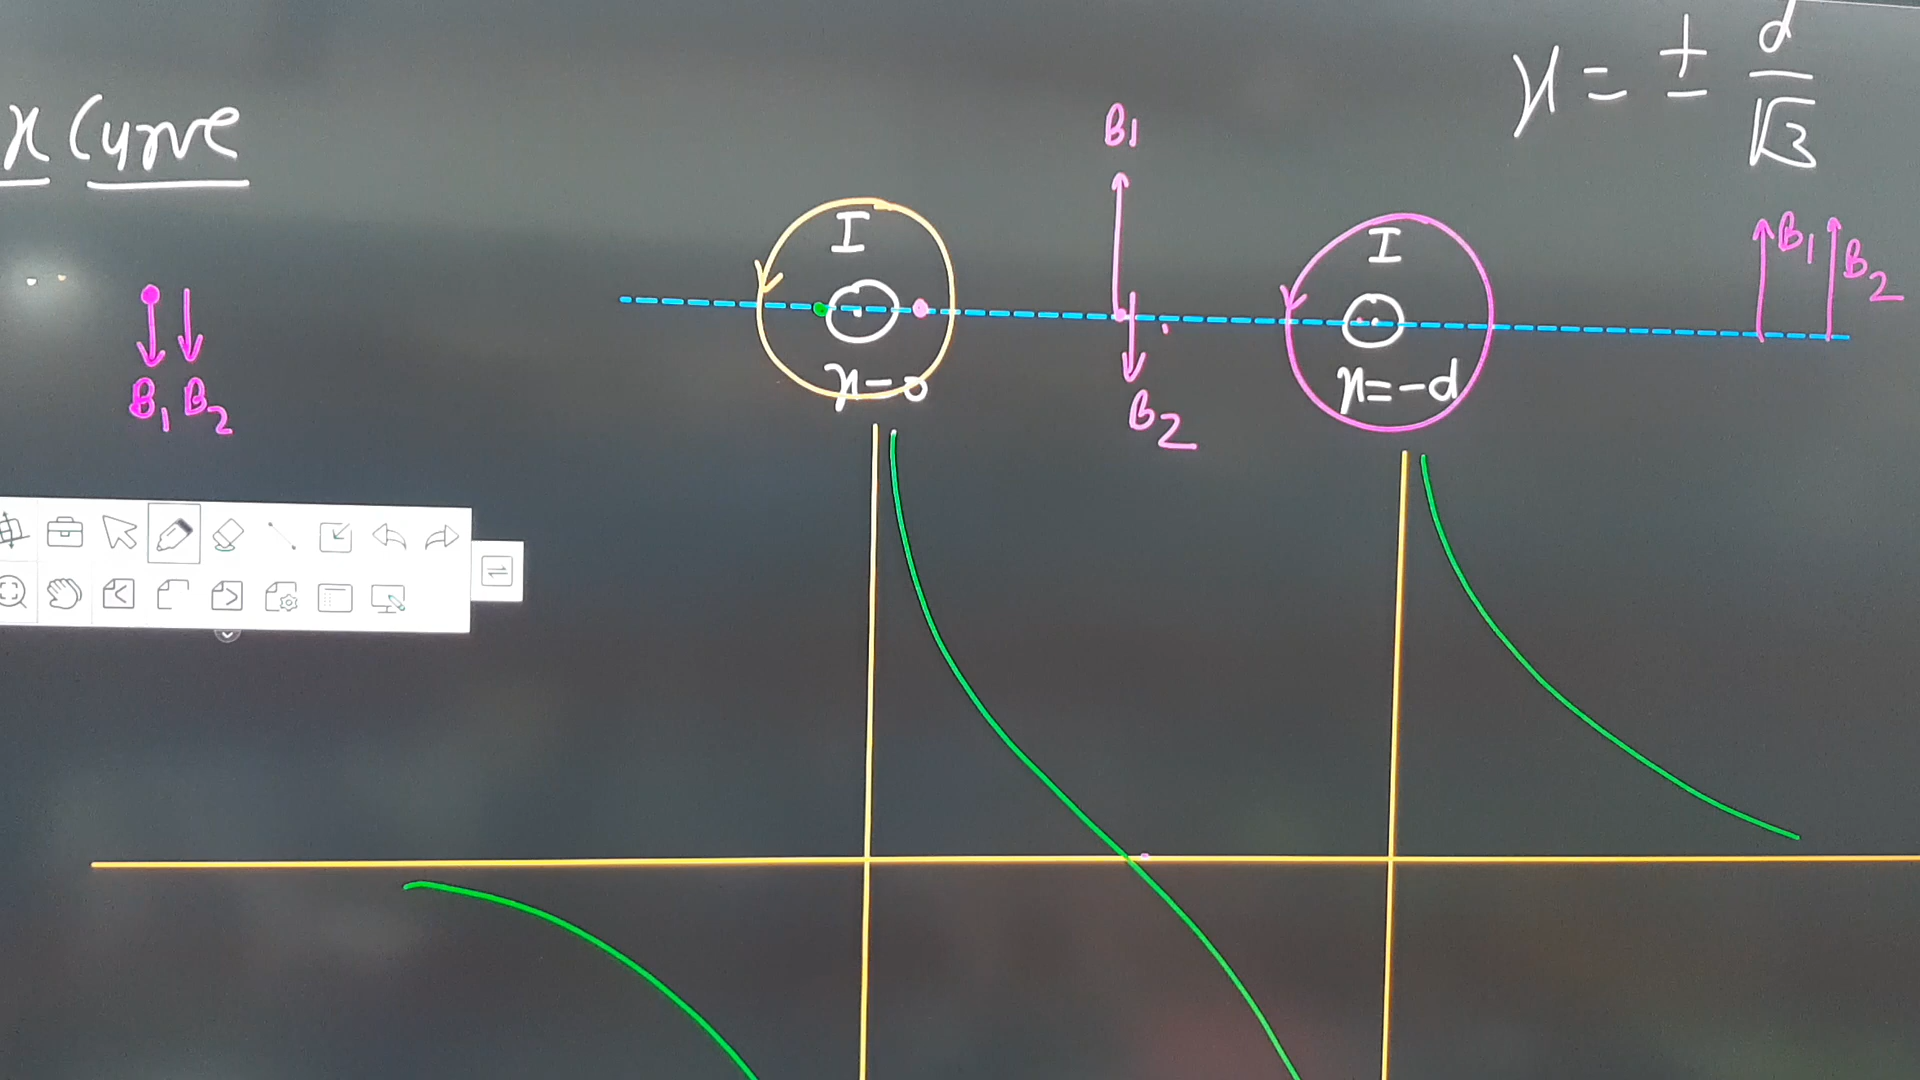 x Curve
x = ± d/√3
B1
I
I
B1 B2
B1 B2
x=0
x=-d
B2